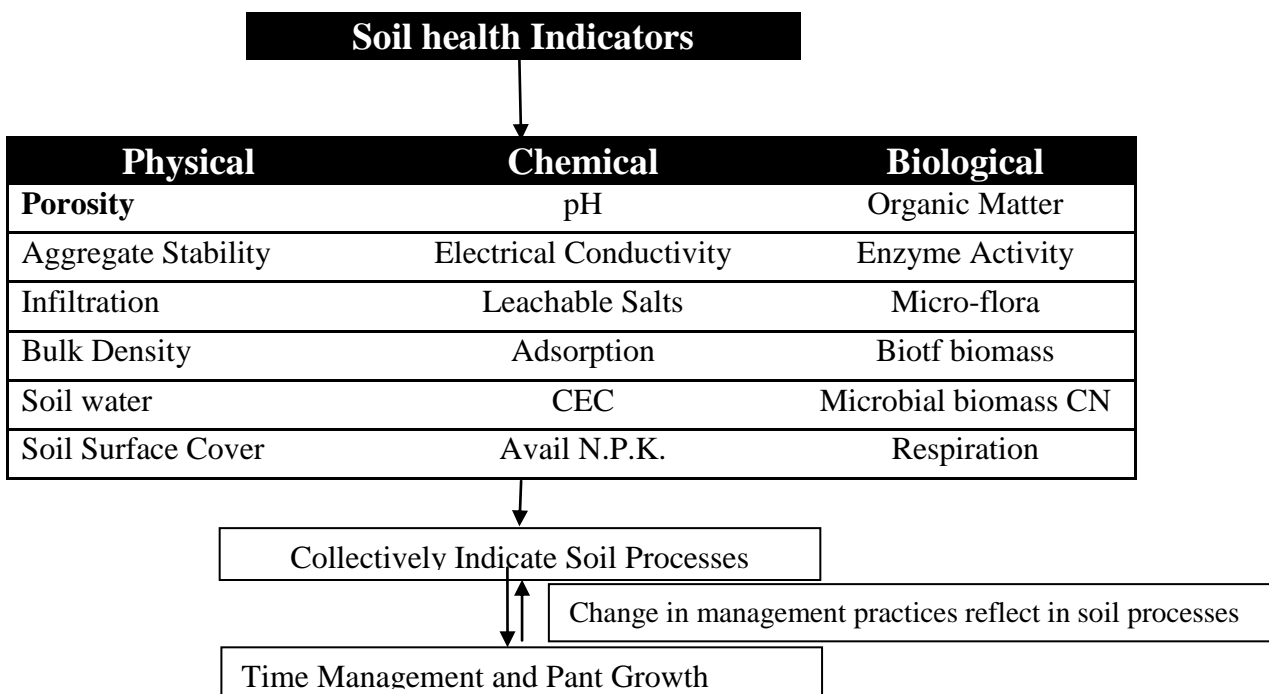 Soil health Indicators
Physical Chemical Biological
Porosity pH Organic Matter
Aggregate Stability Electrical Conductivity Enzyme Activity
Infiltration Leachable Salts Micro-flora
Bulk Density Adsorption Biotf biomass
Soil water CEC Microbial biomass CN
Soil Surface Cover Avail N.P.K. Respiration
Collectively Indicate Soil Processes
Change in management practices reflect in soil processes
Time Management and Pant Growth